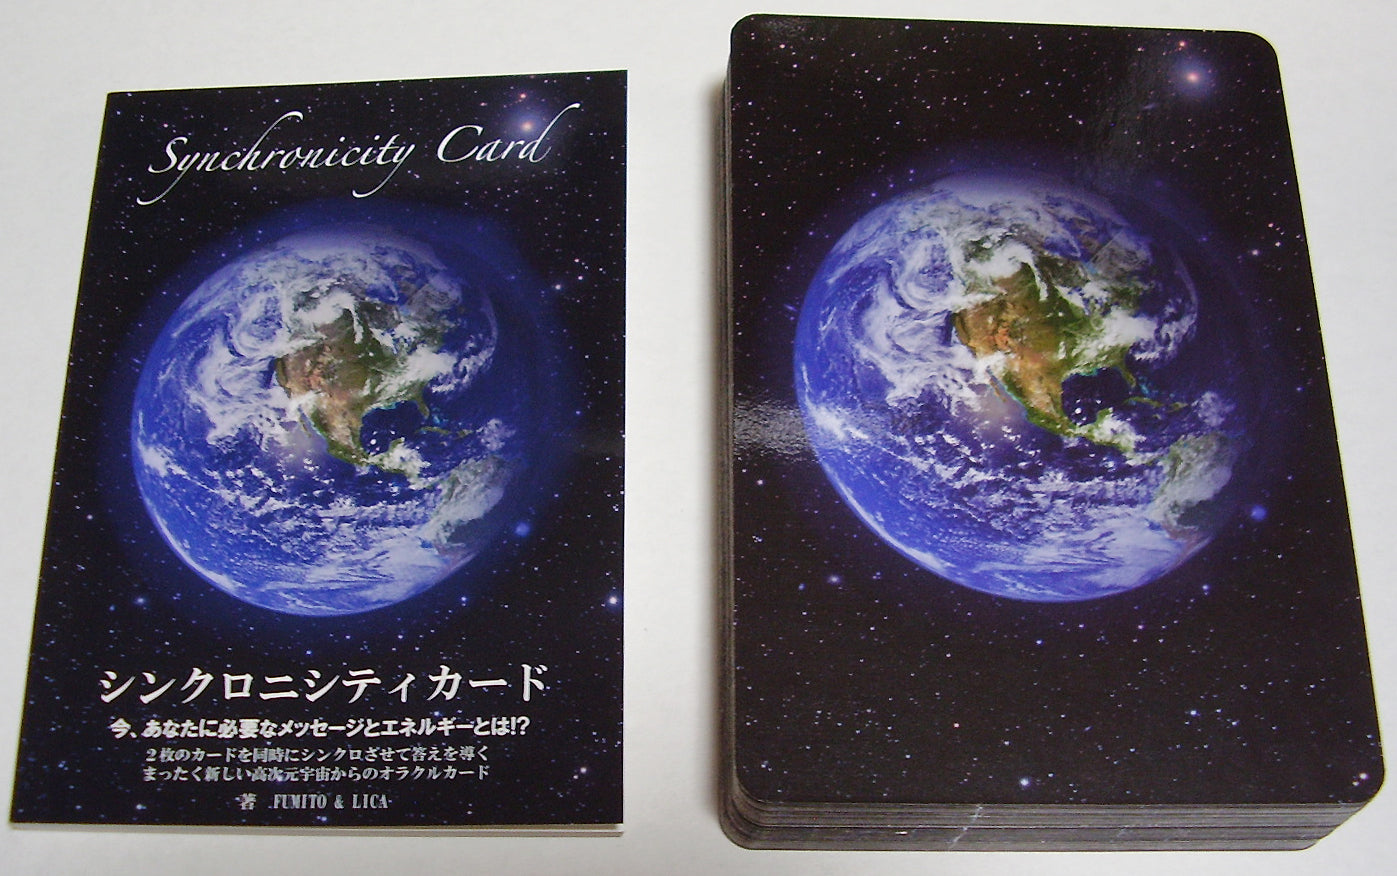 Synchronicity Card
シンクロニシティカード
今、あなたに必要なメッセージとエネルギーとは!?
2枚のカードを同時にシンクロさせて答えを導く
まったく新しい高次元宇宙からのオラクルカード
著 FUMITO & LICA